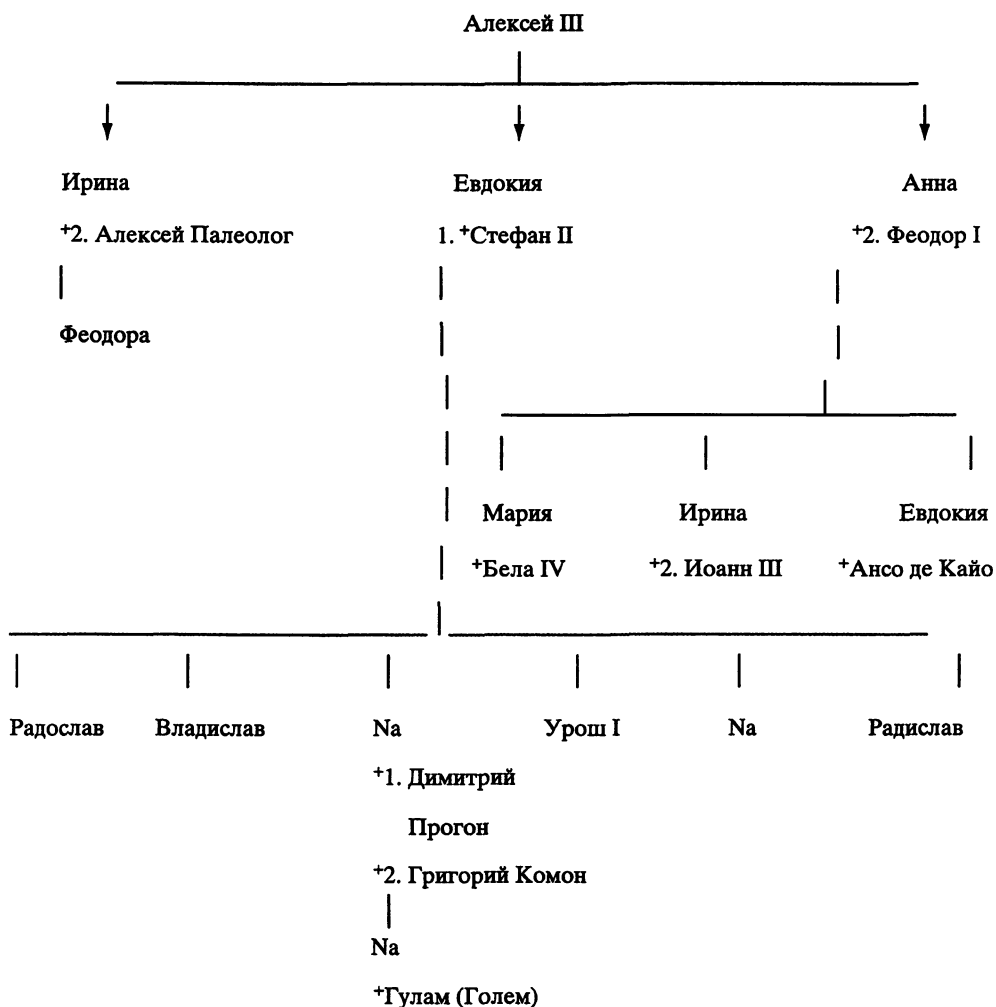 Алексей III
Ирина Евдокия Анна
+2. Алексей Палеолог 1. +Стефан II +2. Феодор I
Феодора
Мария Ирина Евдокия
+Бела IV +2. Иоанн III +Ансо де Кайо
Радослав Владислав Na Урош I Na Радислав
+1. Димитрий
Прогон
+2. Григорий Комон
Na
+Гулам (Голем)